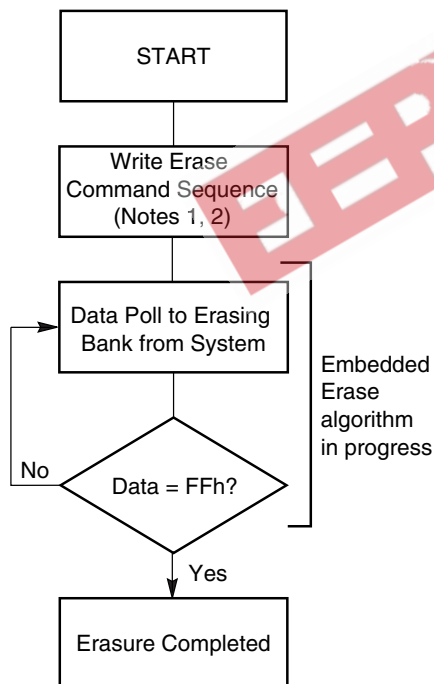 START
Write Erase
Command Sequence
(Notes 1, 2)
Data Poll to Erasing
Bank from System
Embedded
Erase
algorithm
in progress
No
Data = FFh?
Yes
Erasure Completed